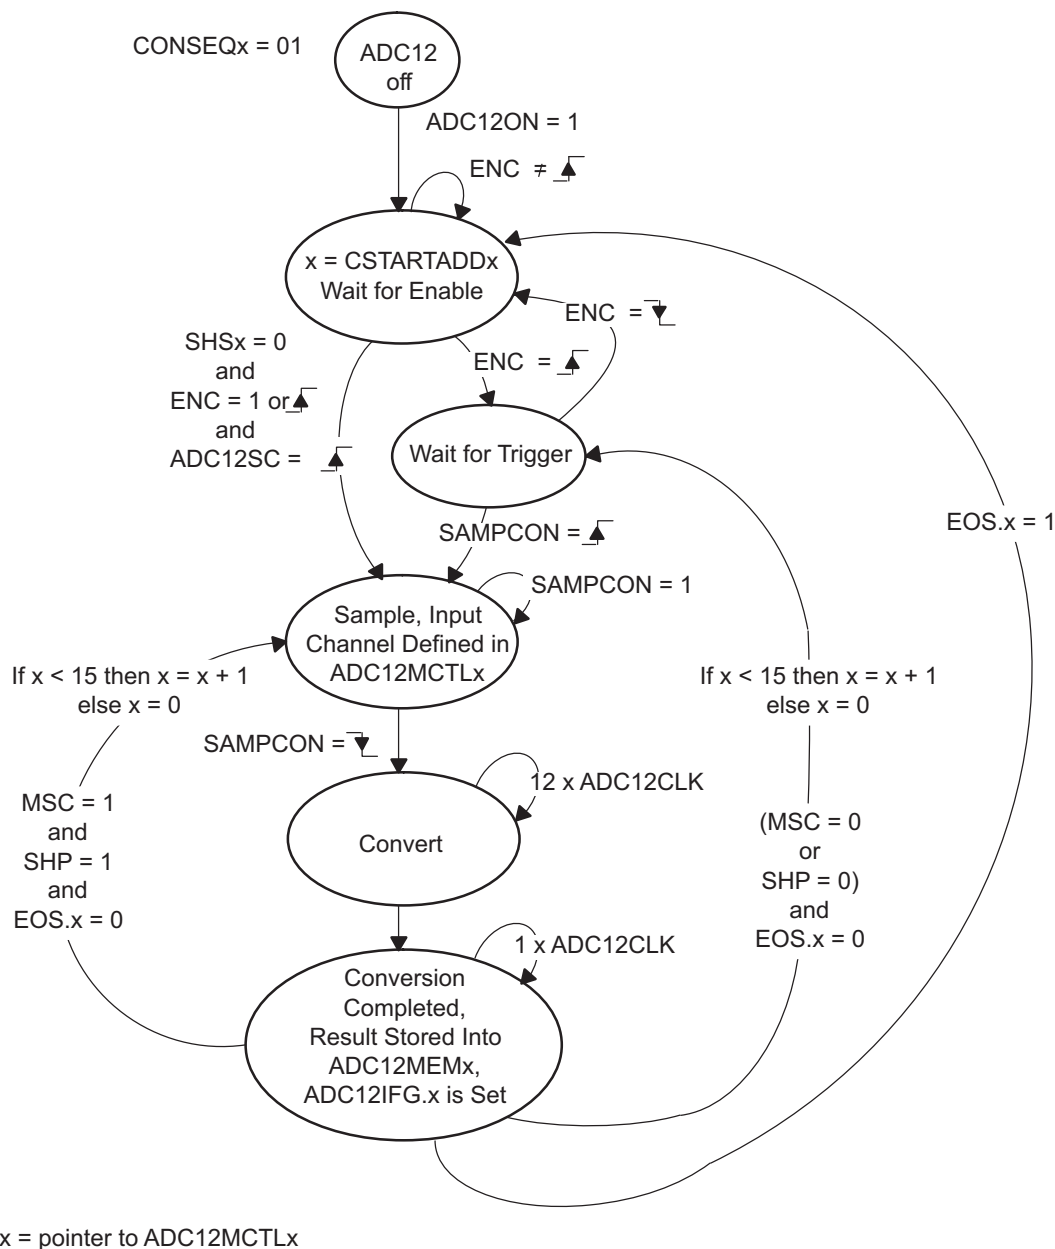 CONSEQx = 01
ADC12
off
ADC12ON = 1
ENC ≠
x = CSTARTADDx
Wait for Enable
ENC =
SHSx = 0
and
ENC = 1 or
and
ADC12SC =
ENC =
Wait for Trigger
EOS.x = 1
SAMPCON =
SAMPCON = 1
Sample, Input
Channel Defined in
ADC12MCTLx
If x < 15 then x = x + 1
else x = 0
If x < 15 then x = x + 1
else x = 0
SAMPCON =
12 x ADC12CLK
MSC = 1
and
SHP = 1
and
EOS.x = 0
Convert
(MSC = 0
or
SHP = 0)
and
EOS.x = 0
1 x ADC12CLK
Conversion
Completed,
Result Stored Into
ADC12MEMx,
ADC12IFG.x is Set
x = pointer to ADC12MCTLx